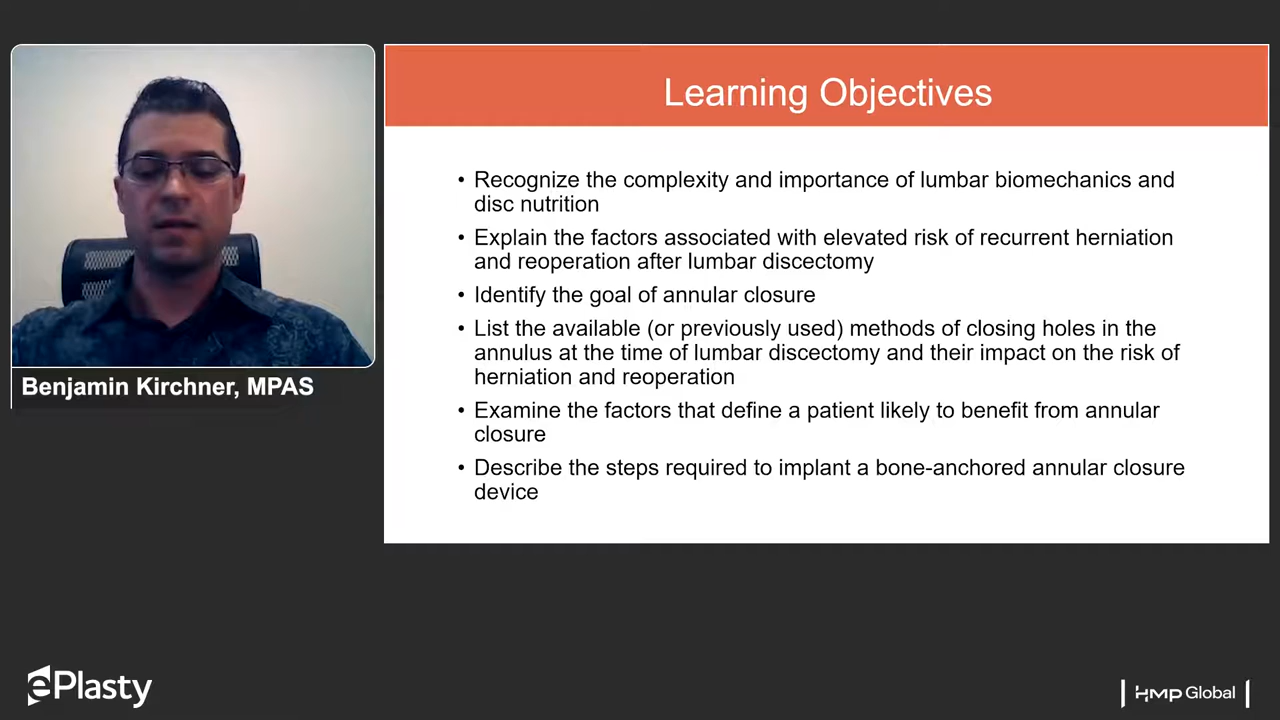 Learning Objectives
• Recognize the complexity and importance of lumbar biomechanics and
disc nutrition
• Explain the factors associated with elevated risk of recurrent herniation
and reoperation after lumbar discectomy
• Identify the goal of annular closure
• List the available (or previously used) methods of closing holes in the
annulus at the time of lumbar discectomy and their impact on the risk of
herniation and reoperation
• Examine the factors that define a patient likely to benefit from annular
closure
• Describe the steps required to implant a bone-anchored annular closure
device
Benjamin Kirchner, MPAS
ePlasty
HMP Global